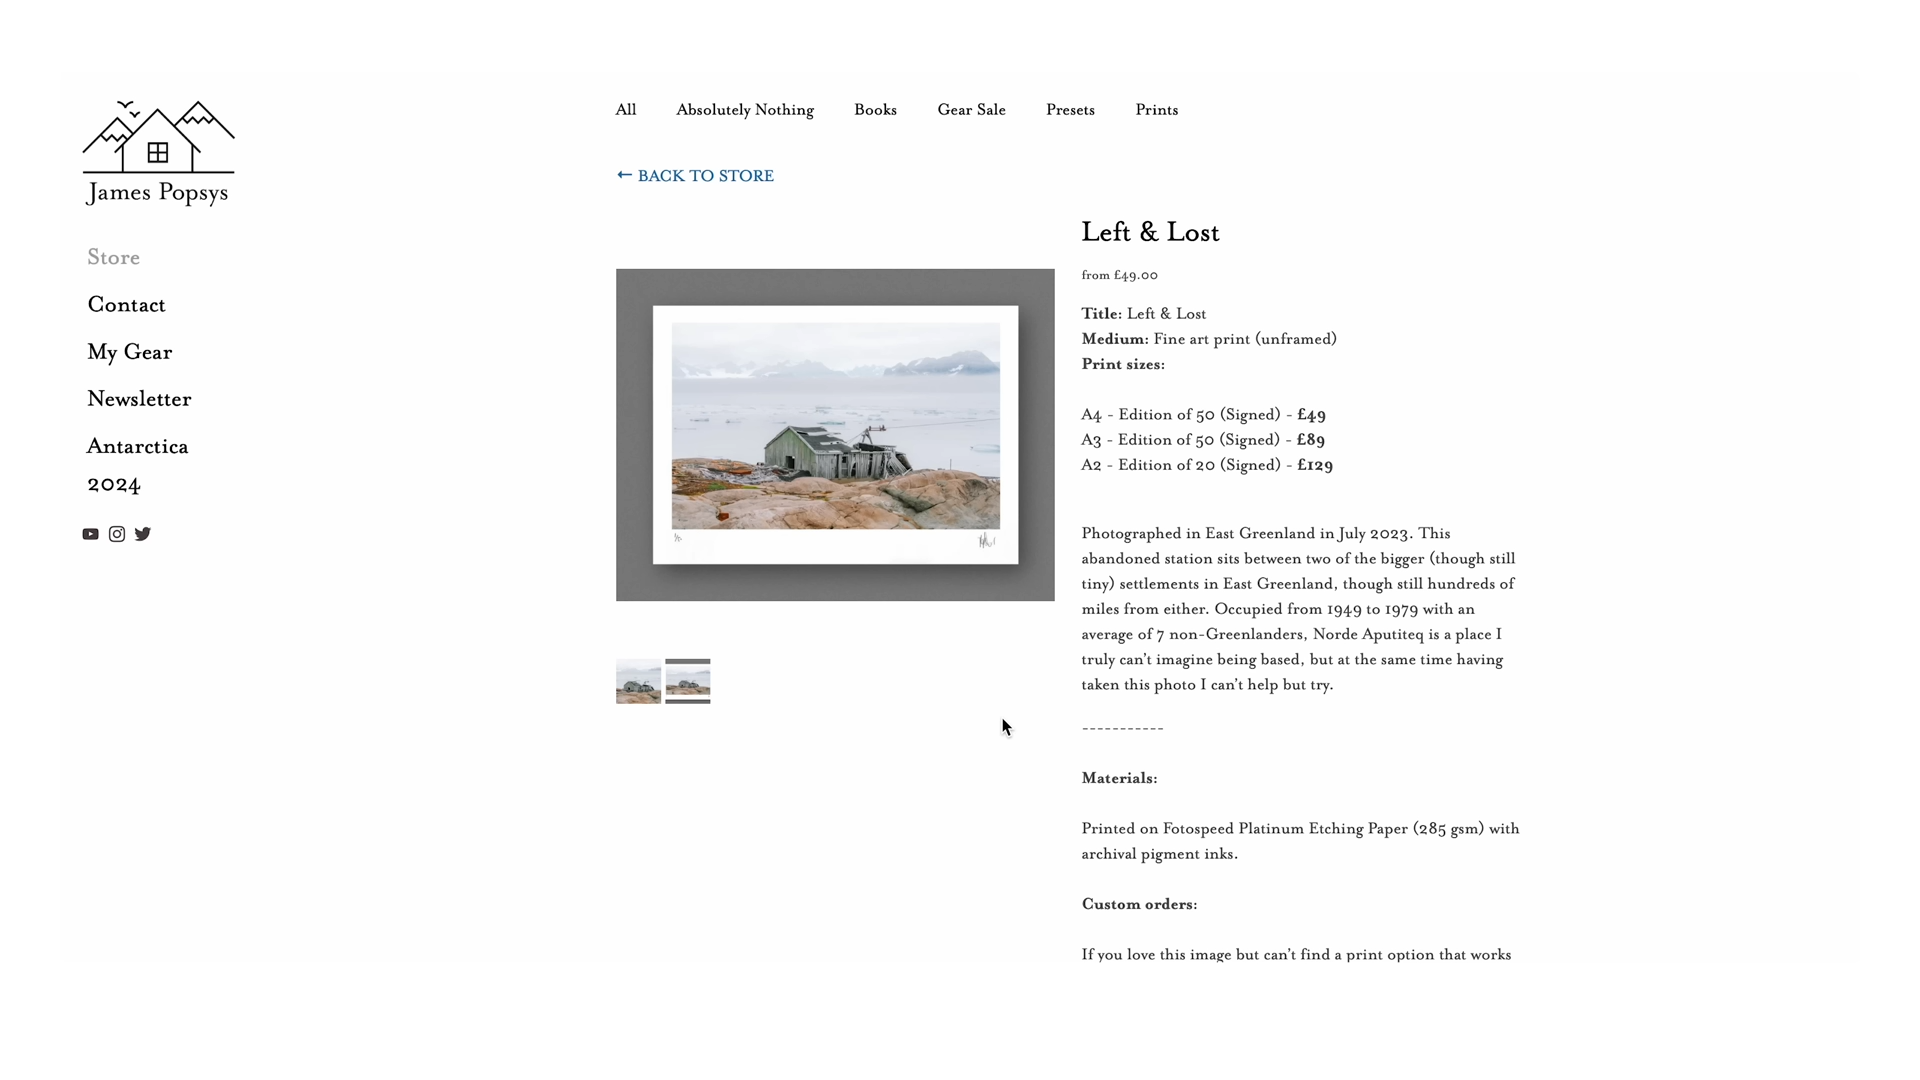 James Popsys
Store
Contact
My Gear
Newsletter
Antarctica
2024
All
Absolutely Nothing
Books
Gear Sale
Presets
Prints
← BACK TO STORE
Left & Lost
from £49.00
Title: Left & Lost
Medium: Fine art print (unframed)
Print sizes:
A4 - Edition of 50 (Signed) - £49
A3 - Edition of 50 (Signed) - £89
A2 - Edition of 20 (Signed) - £129
Photographed in East Greenland in July 2023. This
abandoned station sits between two of the bigger (though still
tiny) settlements in East Greenland, though still hundreds of
miles from either. Occupied from 1949 to 1979 with an
average of 7 non-Greenlanders, Norde Aputiteq is a place I
truly can't imagine being based, but at the same time having
taken this photo I can't help but try.
-----------
Materials:
Printed on Fotospeed Platinum Etching Paper (285 gsm) with
archival pigment inks.
Custom orders:
If you love this image but can't find a print option that works